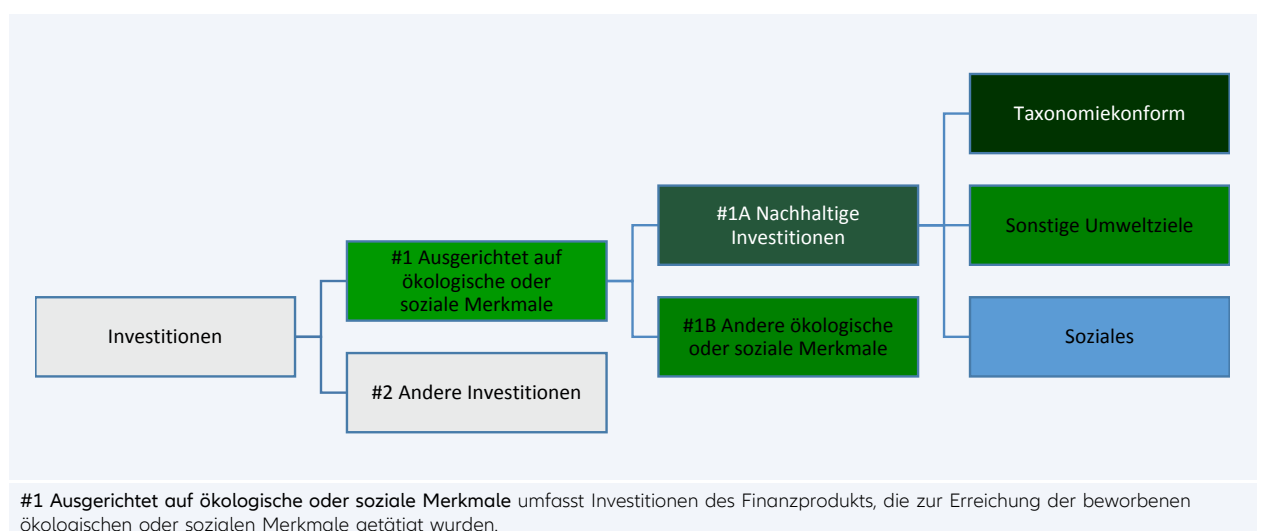 Taxonomiekonform
#1A Nachhaltige
Investitionen
Sonstige Umweltziele
#1 Ausgerichtet auf
ökologische oder
soziale Merkmale
#1B Andere ökologische
oder soziale Merkmale
Investitionen
Soziales
#2 Andere Investitionen
#1 Ausgerichtet auf ökologische oder soziale Merkmale umfasst Investitionen des Finanzprodukts, die zur Erreichung der beworbenen
ökologischen oder sozialen Merkmale getätigt wurden.